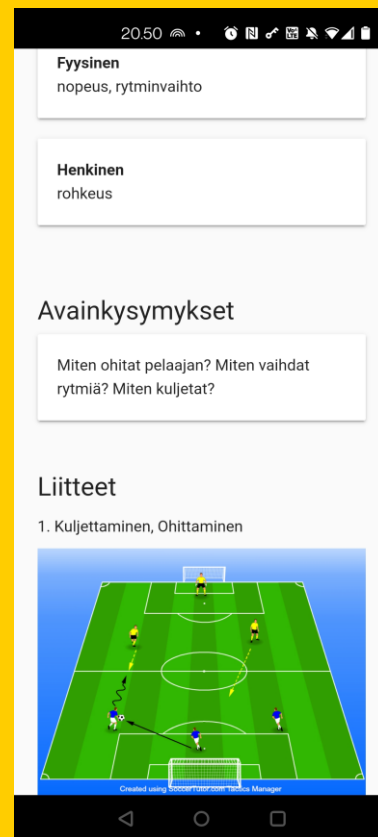 20.50
Fyysinen
nopeus, rytminvaihto
Henkinen
rohkeus
Avainkysymykset
Miten ohitat pelaajan? Miten vaihdat
rytmiä? Miten kuljetat?
Liitteet
1. Kuljettaminen, Ohittaminen
Created using SoccerTutor.com Tactics Manager